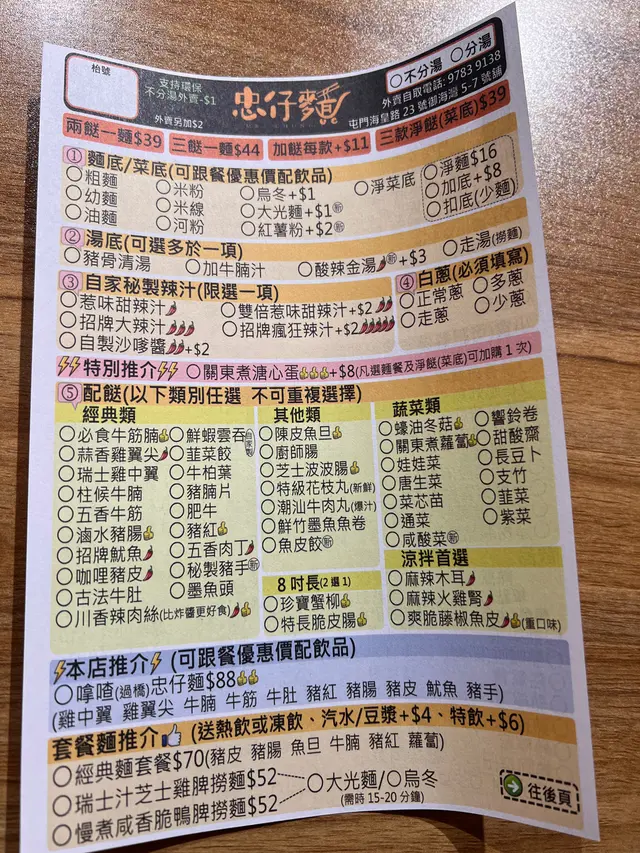 枱號
支持環保
不分湯外賣-$1
外賣另加$2
忠仔麵
○不分湯 ○分湯
外賣自取電話: 9783 9138
屯門海皇路 23 號御海灣 5-7 號舖
兩餸一麵$39 三餸一麵$44 加餸每款+$11 三款淨餸(菜底)$39
① 麵底/菜底(可跟餐優惠價配飲品)
○粗麵 ○米粉 ○烏冬+$1 ○淨菜底 ○淨麵$16
○幼麵 ○米線 ○大光麵+$1新 ○加底+$8
○油麵 ○河粉 ○紅薯粉+$2新 ○扣底(少麵)
② 湯底(可選多於一項)
○豬骨清湯 ○加牛腩汁 ○酸辣金湯新+$3 ○走湯(撈麵)
③ 自家秘製辣汁(限選一項)
○惹味甜辣汁 ○雙倍惹味甜辣汁+$2
○招牌大辣汁 ○招牌瘋狂辣汁+$2
○自製沙嗲醬+$2
④ 白蔥(必須填寫)
○正常蔥 ○多蔥
○走蔥 ○少蔥
特別推介 ○關東煮溏心蛋+$8(凡選麵餐及淨餸(菜底)可加購 1 次)
⑤ 配餸(以下類別任選 不可重複選擇)
經典類
○必食牛筋腩 ○鮮蝦雲吞
○蒜香雞翼尖 ○韮菜餃
○瑞士雞中翼 ○牛柏葉
○柱候牛腩 ○豬腩片
○五香牛筋 ○肥牛
○滷水豬腸 ○豬紅
○招牌魷魚 ○五香肉丁
○咖哩豬皮 ○秘製豬手新
○古法牛肚 ○墨魚頭
○川香辣肉絲(比炸醬更好食)
其他類
○陳皮魚旦
○廚師腸
○芝士波波腸
○特級花枝丸(新鮮)
○潮汕牛肉丸(爆汁)
○鮮竹墨魚魚卷
○魚皮餃新
8 吋長(2 選 1)
○珍寶蟹柳
○特長脆皮腸
蔬菜類
○蠔油冬菇 ○響鈴卷
○關東煮蘿蔔 ○甜酸齋
○娃娃菜 ○長豆卜
○唐生菜 ○支竹
○菜芯苗 ○韮菜
○通菜 ○紫菜
○咸酸菜新
涼拌首選
○麻辣木耳
○麻辣火雞腎
○爽脆藤椒魚皮(重口味)
本店推介 (可跟餐優惠價配飲品)
○嗱喳(過橋)忠仔麵$88
(雞中翼 雞翼尖 牛腩 牛筋 牛肚 豬紅 豬腸 豬皮 魷魚 豬手)
套餐麵推介 (送熱飲或凍飲、汽水/豆漿+$4、特飲+$6)
○經典麵套餐$70(豬皮 豬腸 魚旦 牛腩 豬紅 蘿蔔)
○瑞士汁芝士雞脾撈麵$52 ○大光麵/○烏冬
○慢煮咸香脆鴨脾撈麵$52 (需時 15-20 分鐘)
往後頁